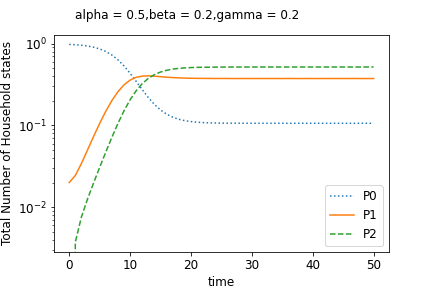 alpha = 0.5,beta = 0.2,gamma = 0.2
Total Number of Household states
10⁰
10⁻¹
10⁻²
P0
P1
P2
0 10 20 30 40 50
time